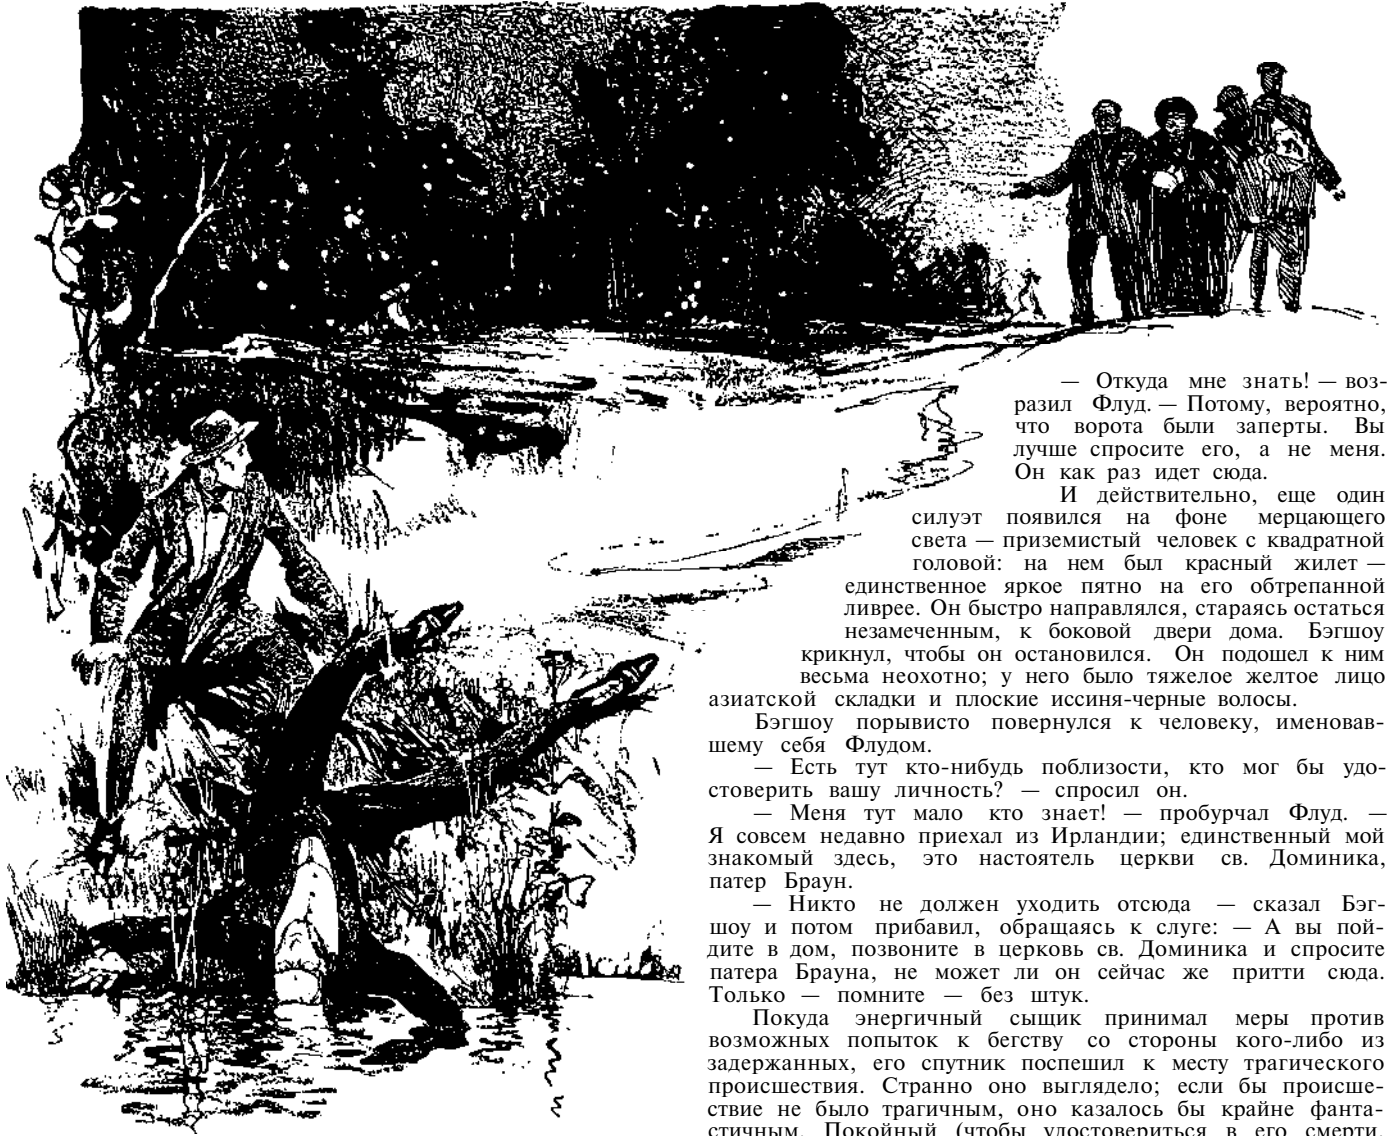 — Откуда мне знать! — воз-
разил Флуд. — Потому, вероятно,
что ворота были заперты. Вы
лучше спросите его, а не меня.
Он как раз идет сюда.
И действительно, еще один
силуэт появился на фоне мерцающего
света — приземистый человек с квадратной
головой: на нем был красный жилет —
единственное яркое пятно на его обтрепанной
ливрее. Он быстро направлялся, стараясь остаться
незамеченным, к боковой двери дома. Бэгшоу
крикнул, чтобы он остановился. Он подошел к ним
весьма неохотно; у него было тяжелое желтое лицо
азиатской складки и плоские иссиня-черные волосы.
Бэгшоу порывисто повернулся к человеку, именовав-
шему себя Флудом.
— Есть тут кто-нибудь поблизости, кто мог бы удо-
стоверить вашу личность? — спросил он.
— Меня тут мало кто знает! — пробурчал Флуд. —
Я совсем недавно приехал из Ирландии; единственный мой
знакомый здесь, это настоятель церкви св. Доминика,
патер Браун.
— Никто не должен уходить отсюда — сказал Бэг-
шоу и потом прибавил, обращаясь к слуге: — А вы пой-
дите в дом, позвоните в церковь св. Доминика и спросите
патера Брауна, не может ли он сейчас же притти сюда.
Только — помните — без штук.
Покуда энергичный сыщик принимал меры против
возможных попыток к бегству со стороны кого-либо из
задержанных, его спутник поспешил к месту трагического
происшествия. Странно оно выглядело; если бы происше-
ствие не было трагичным, оно казалось бы крайне фанта-
стичным. Покойный (чтобы удостовериться в его смерти,